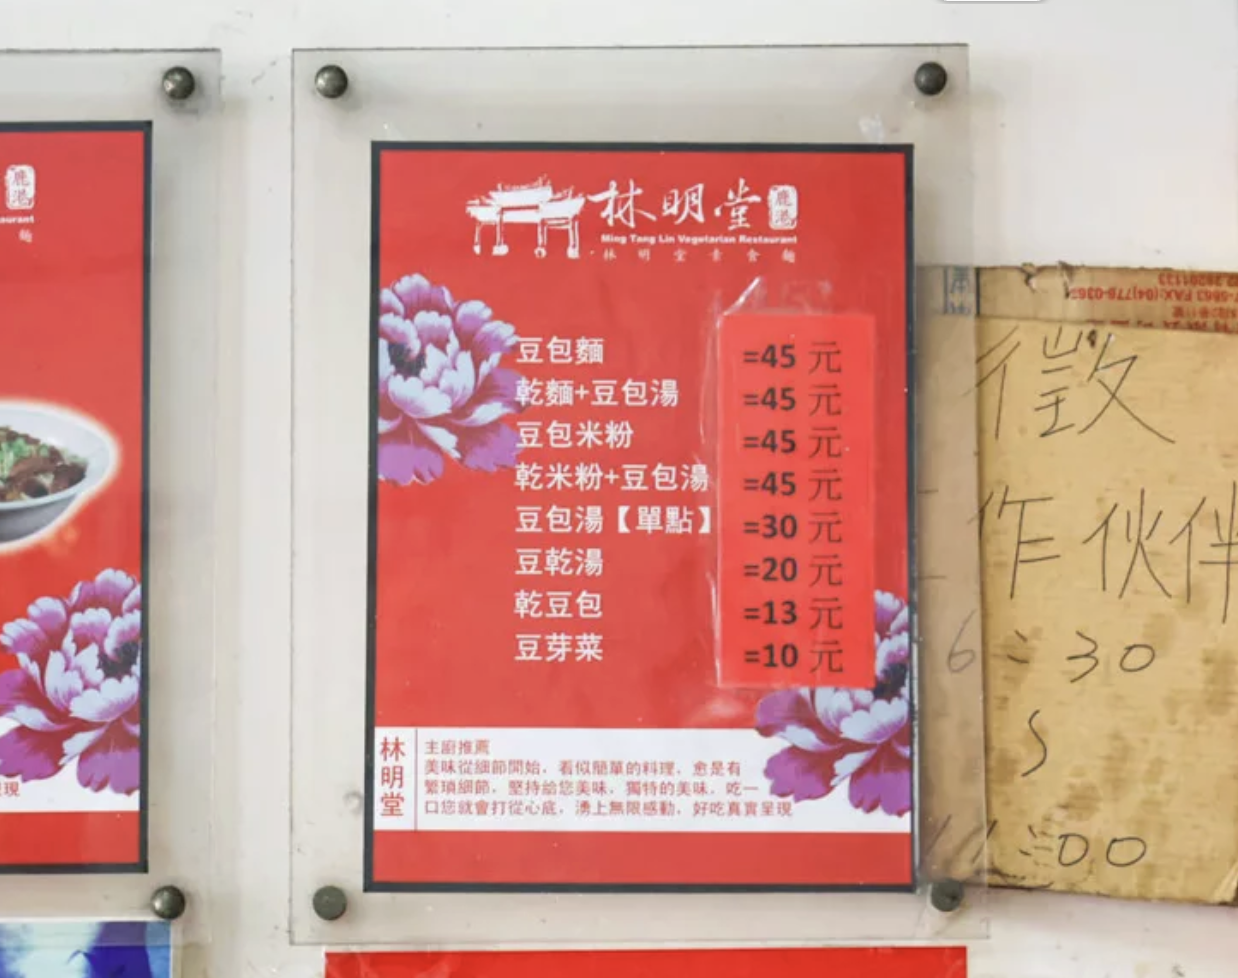 鹿港
aurant
麵
現
林明堂 鹿港
Ming Tang Lin Vegetarian Restaurant
林明堂素食麵
豆包麵 =45 元
乾麵+豆包湯 =45 元
豆包米粉 =45 元
乾米粉+豆包湯 =45 元
豆包湯【單點】 =30 元
豆乾湯 =20 元
乾豆包 =13 元
豆芽菜 =10 元
林明堂
主廚推薦
美味從細節開始,看似簡單的料理,愈是有
繁瑣細節,堅持給您美味,獨特的美味,吃一
口您就會打從心底,湧上無限感動,好吃真實呈現
徵
工作伙伴
6:30
S
11:00